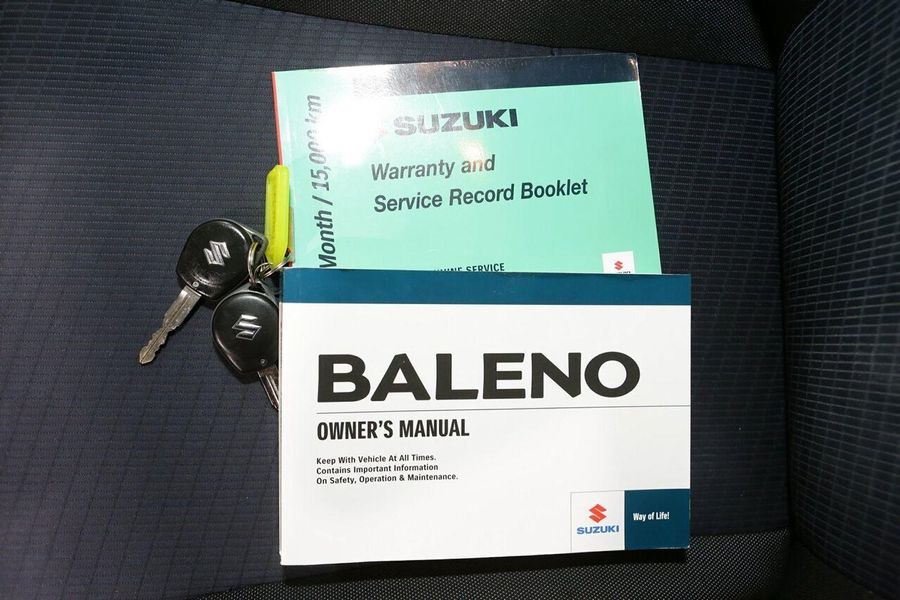 SUZUKI
Warranty and
Service Record Booklet
Month / 15,000 km
SERVICE
BALENO
OWNER'S MANUAL
Keep With Vehicle At All Times.
Contains Important Information
On Safety, Operation & Maintenance.
SUZUKI
Way of Life!